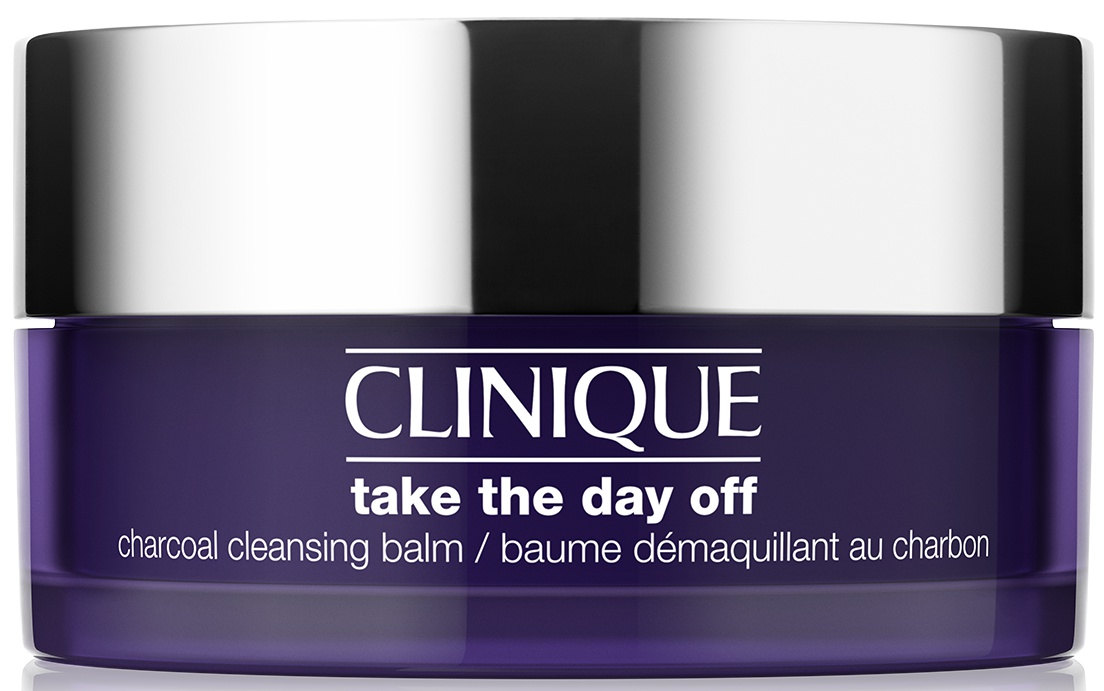 CLINIQUE
take the day off
charcoal cleansing balm / baume démaquillant au charbon